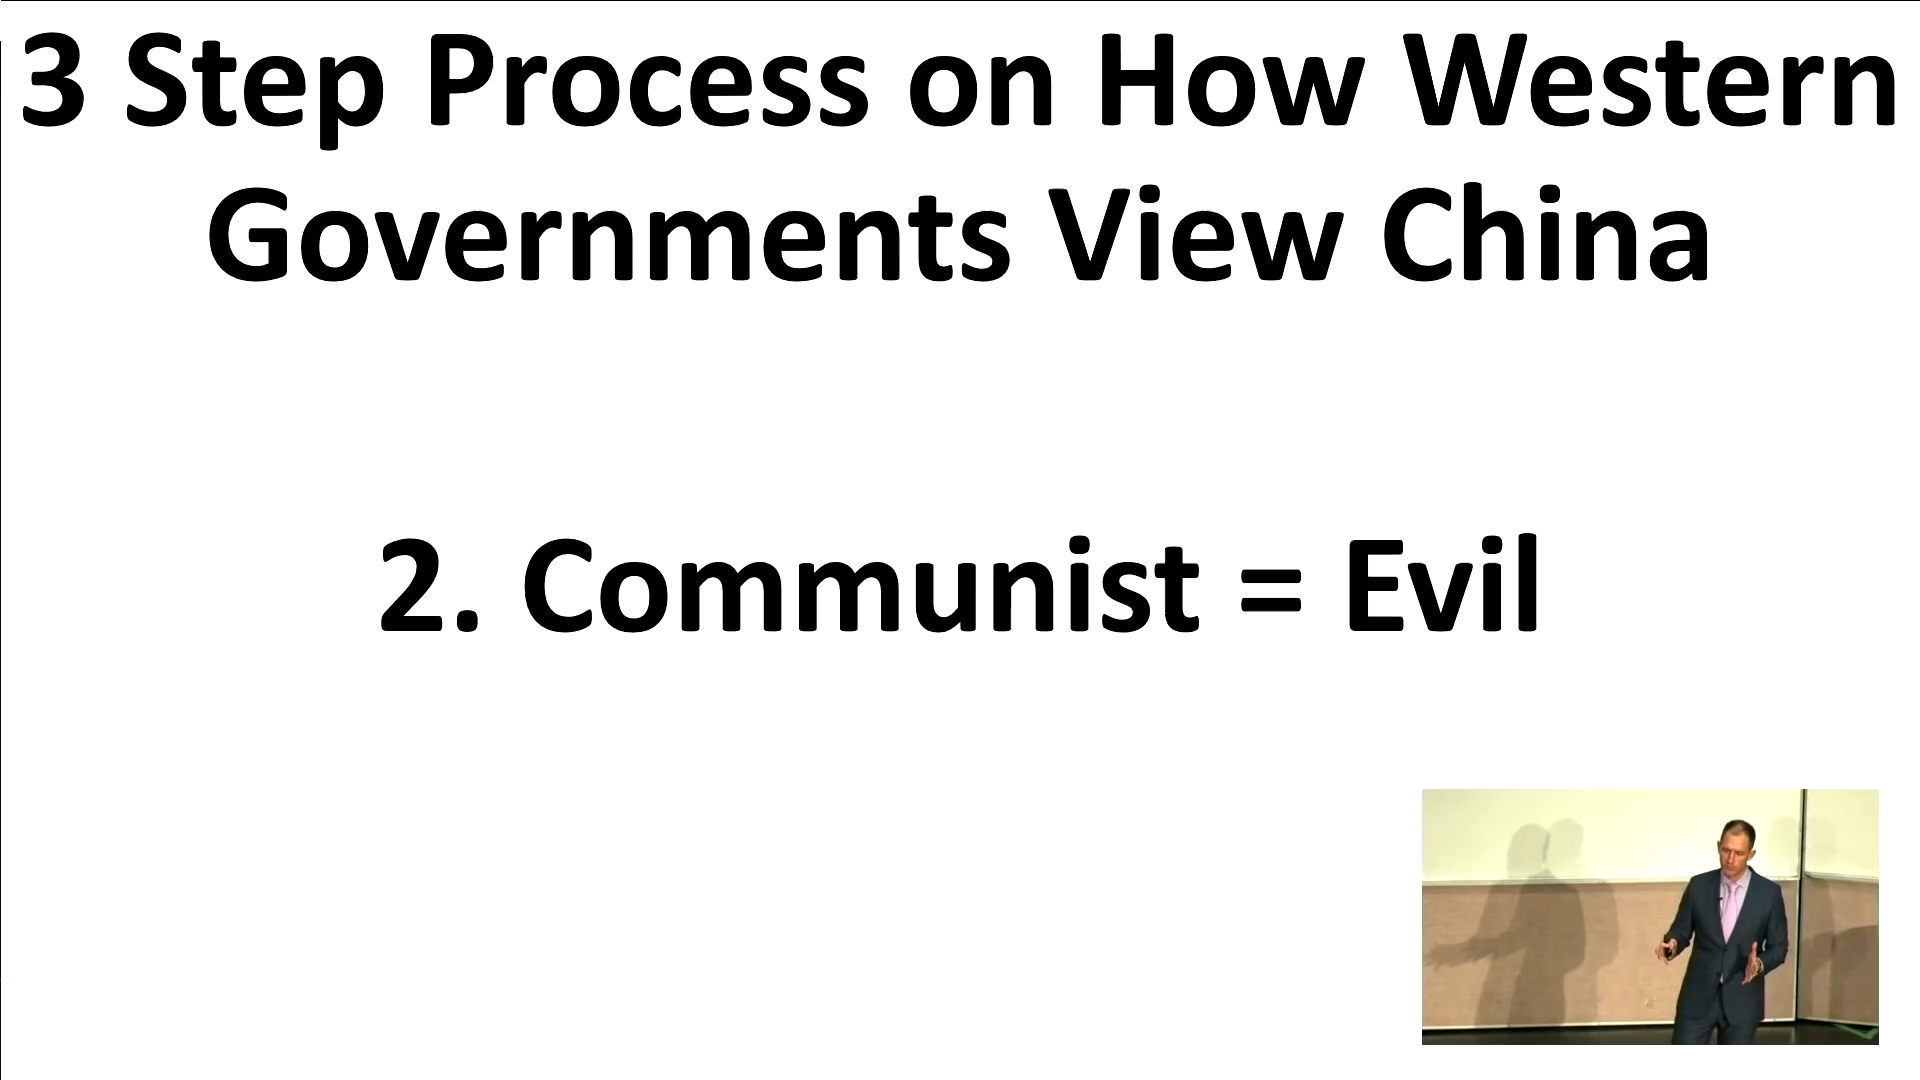 3 Step Process on How Western
Governments View China
2. Communist = Evil